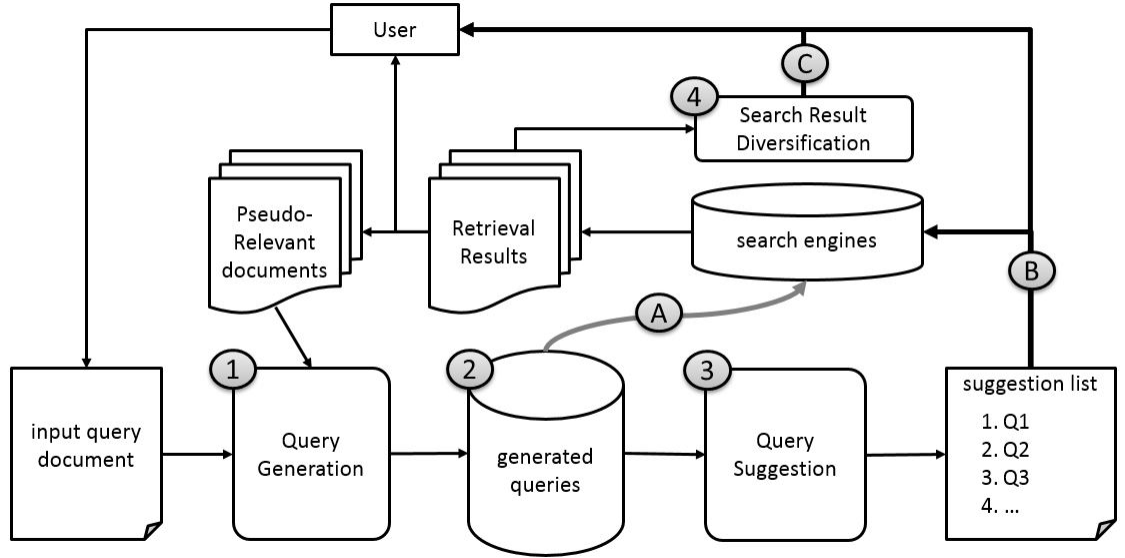 User
C
4
Search Result
Diversification
Pseudo-
Relevant
documents
Retrieval
Results
search engines
B
A
1
2
3
input query
document
Query
Generation
generated
queries
Query
Suggestion
suggestion list
1. Q1
2. Q2
3. Q3
4. ...